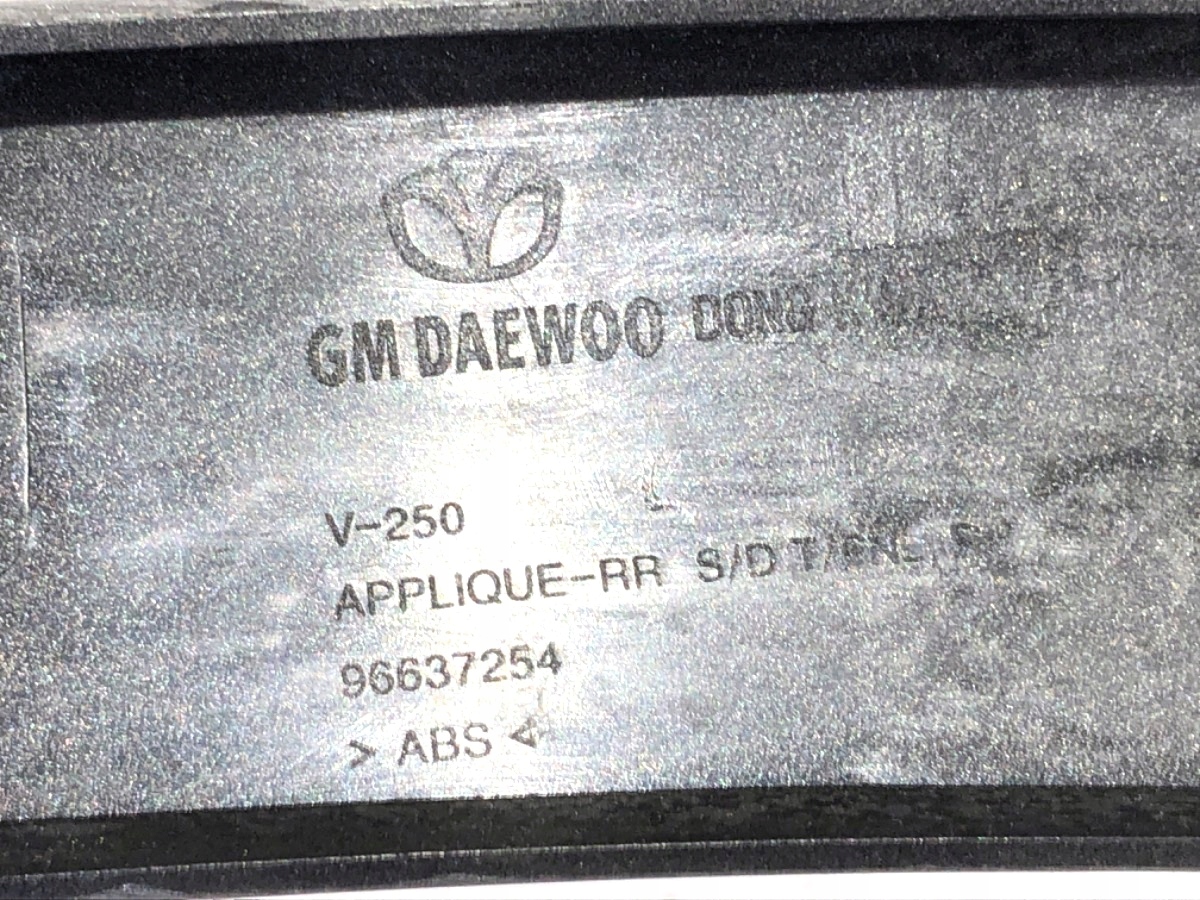 GM DAEWOO DONG
V-250
APPLIQUE-RR S/D T/
96637254
> ABS <